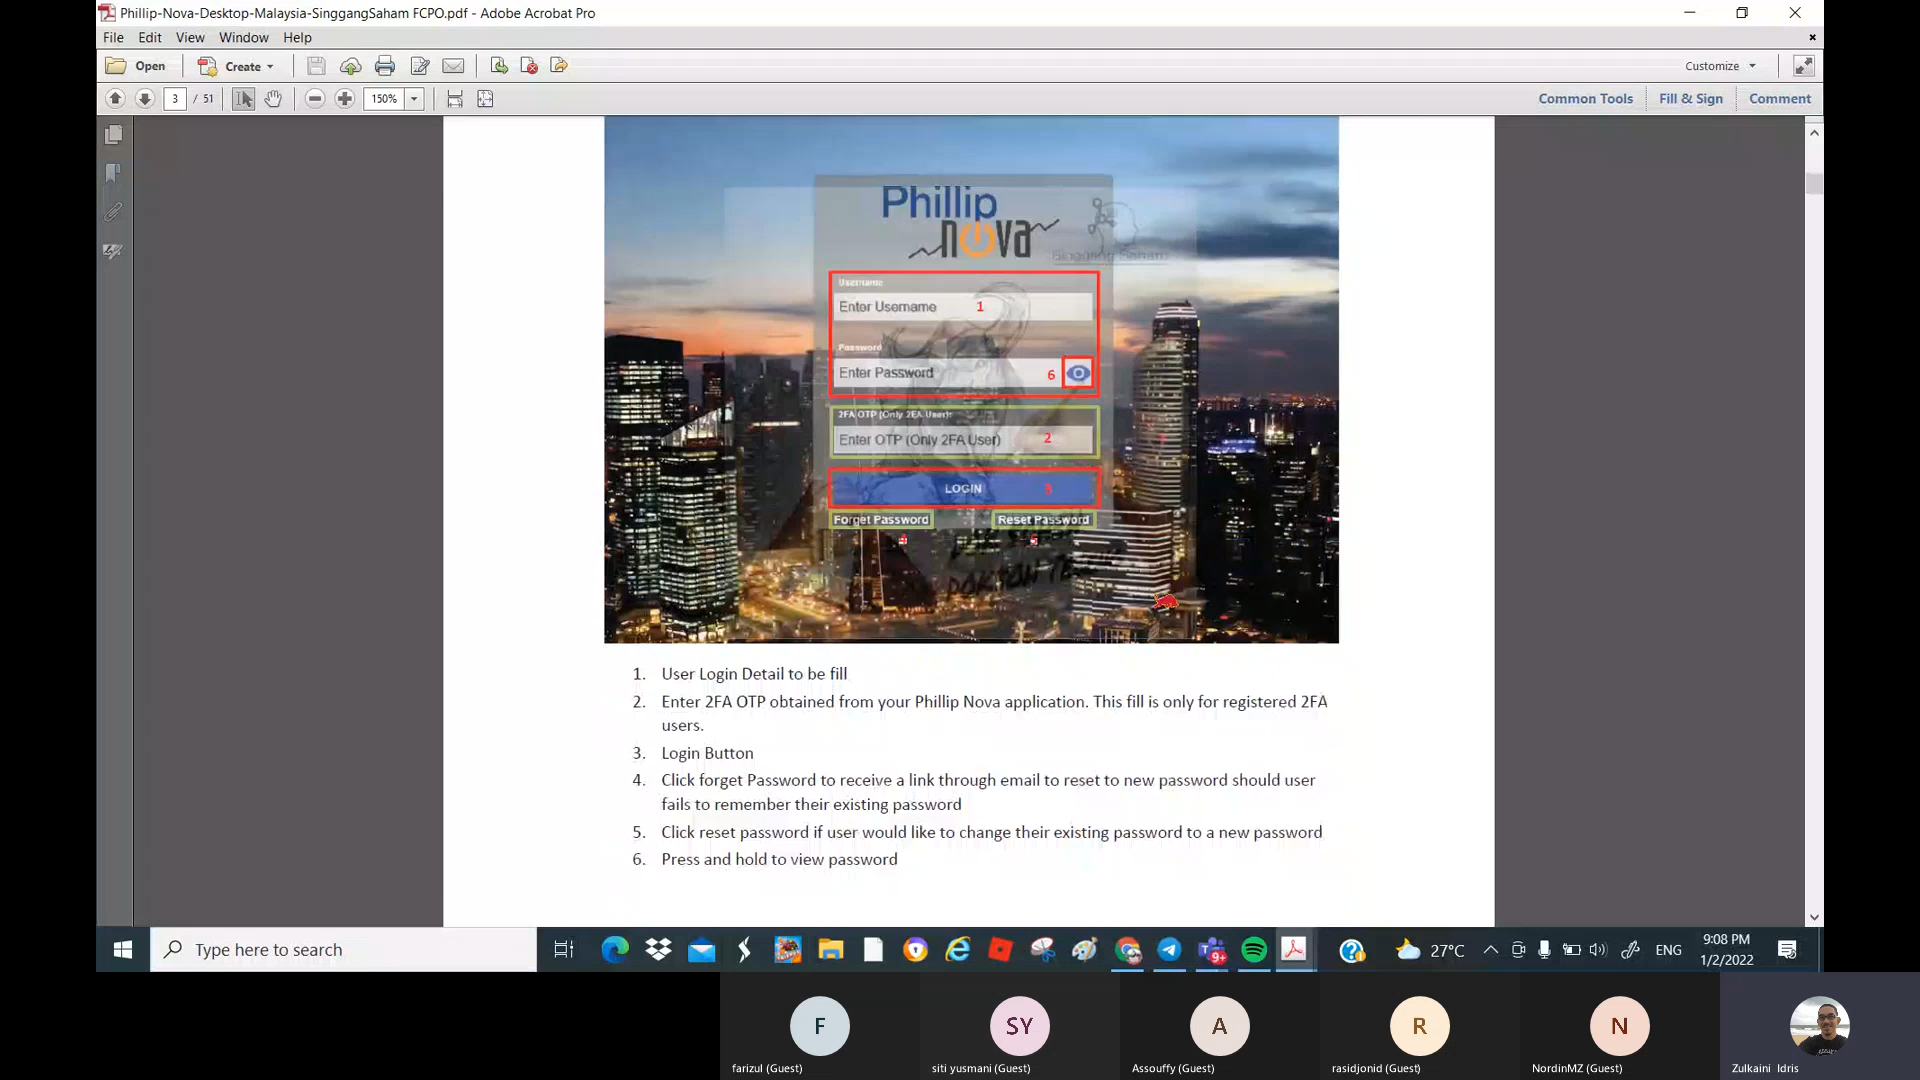 Phillip-Nova-Desktop-Malaysia-SinggangSaham FCPO.pdf - Adobe Acrobat Pro
File Edit View Window Help
Open Create Customize
3 / 51 150% Common Tools Fill & Sign Comment
Phillip
nova
Singgang Saham
Username
Enter Username 1
Password
Enter Password 6
2FA OTP (Only 2FA User):
Enter OTP (Only 2FA User) 2
LOGIN 3
Forget Password Reset Password
4 5
1. User Login Detail to be fill
2. Enter 2FA OTP obtained from your Phillip Nova application. This fill is only for registered 2FA
users.
3. Login Button
4. Click forget Password to receive a link through email to reset to new password should user
fails to remember their existing password
5. Click reset password if user would like to change their existing password to a new password
6. Press and hold to view password
Type here to search 9+ 27°C ENG 9:08 PM
1/2/2022
F SY A R N
farizul (Guest) siti yusmani (Guest) Assouffy (Guest) rasidjonid (Guest) NordinMZ (Guest) Zulkaini Idris